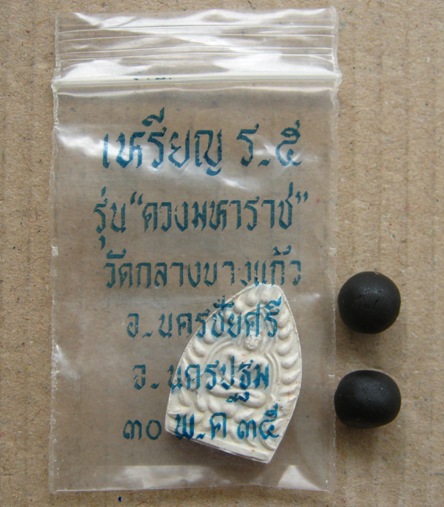 เหรียญ ร.๕
รุ่น“ดวงมหาราช”
วัดกลางบางแก้ว
อ.นครชัยศรี
จ.นครปฐม
๓๐ พ.ค ๓๕